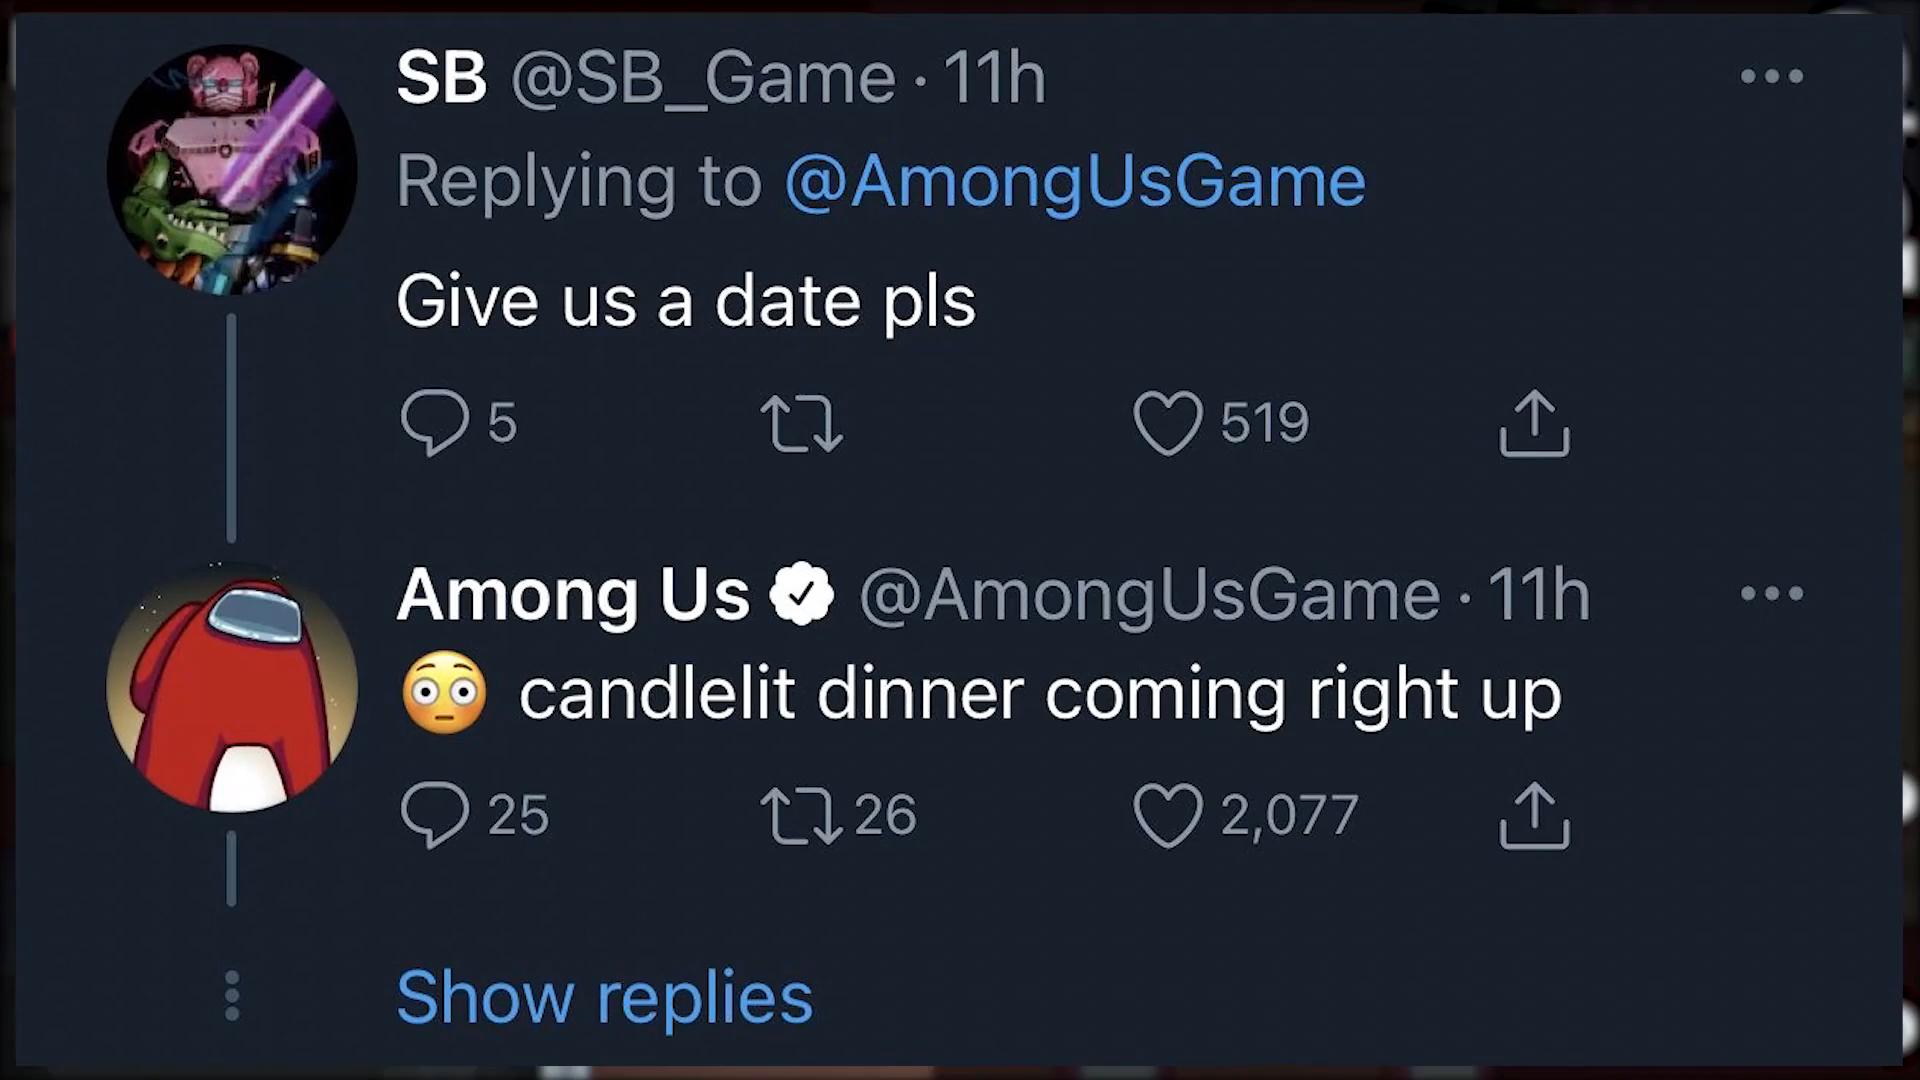 SB @SB_Game · 11h
Replying to @AmongUsGame
Give us a date pls
5 519
Among Us @AmongUsGame · 11h
😳 candlelit dinner coming right up
25 26 2,077
Show replies